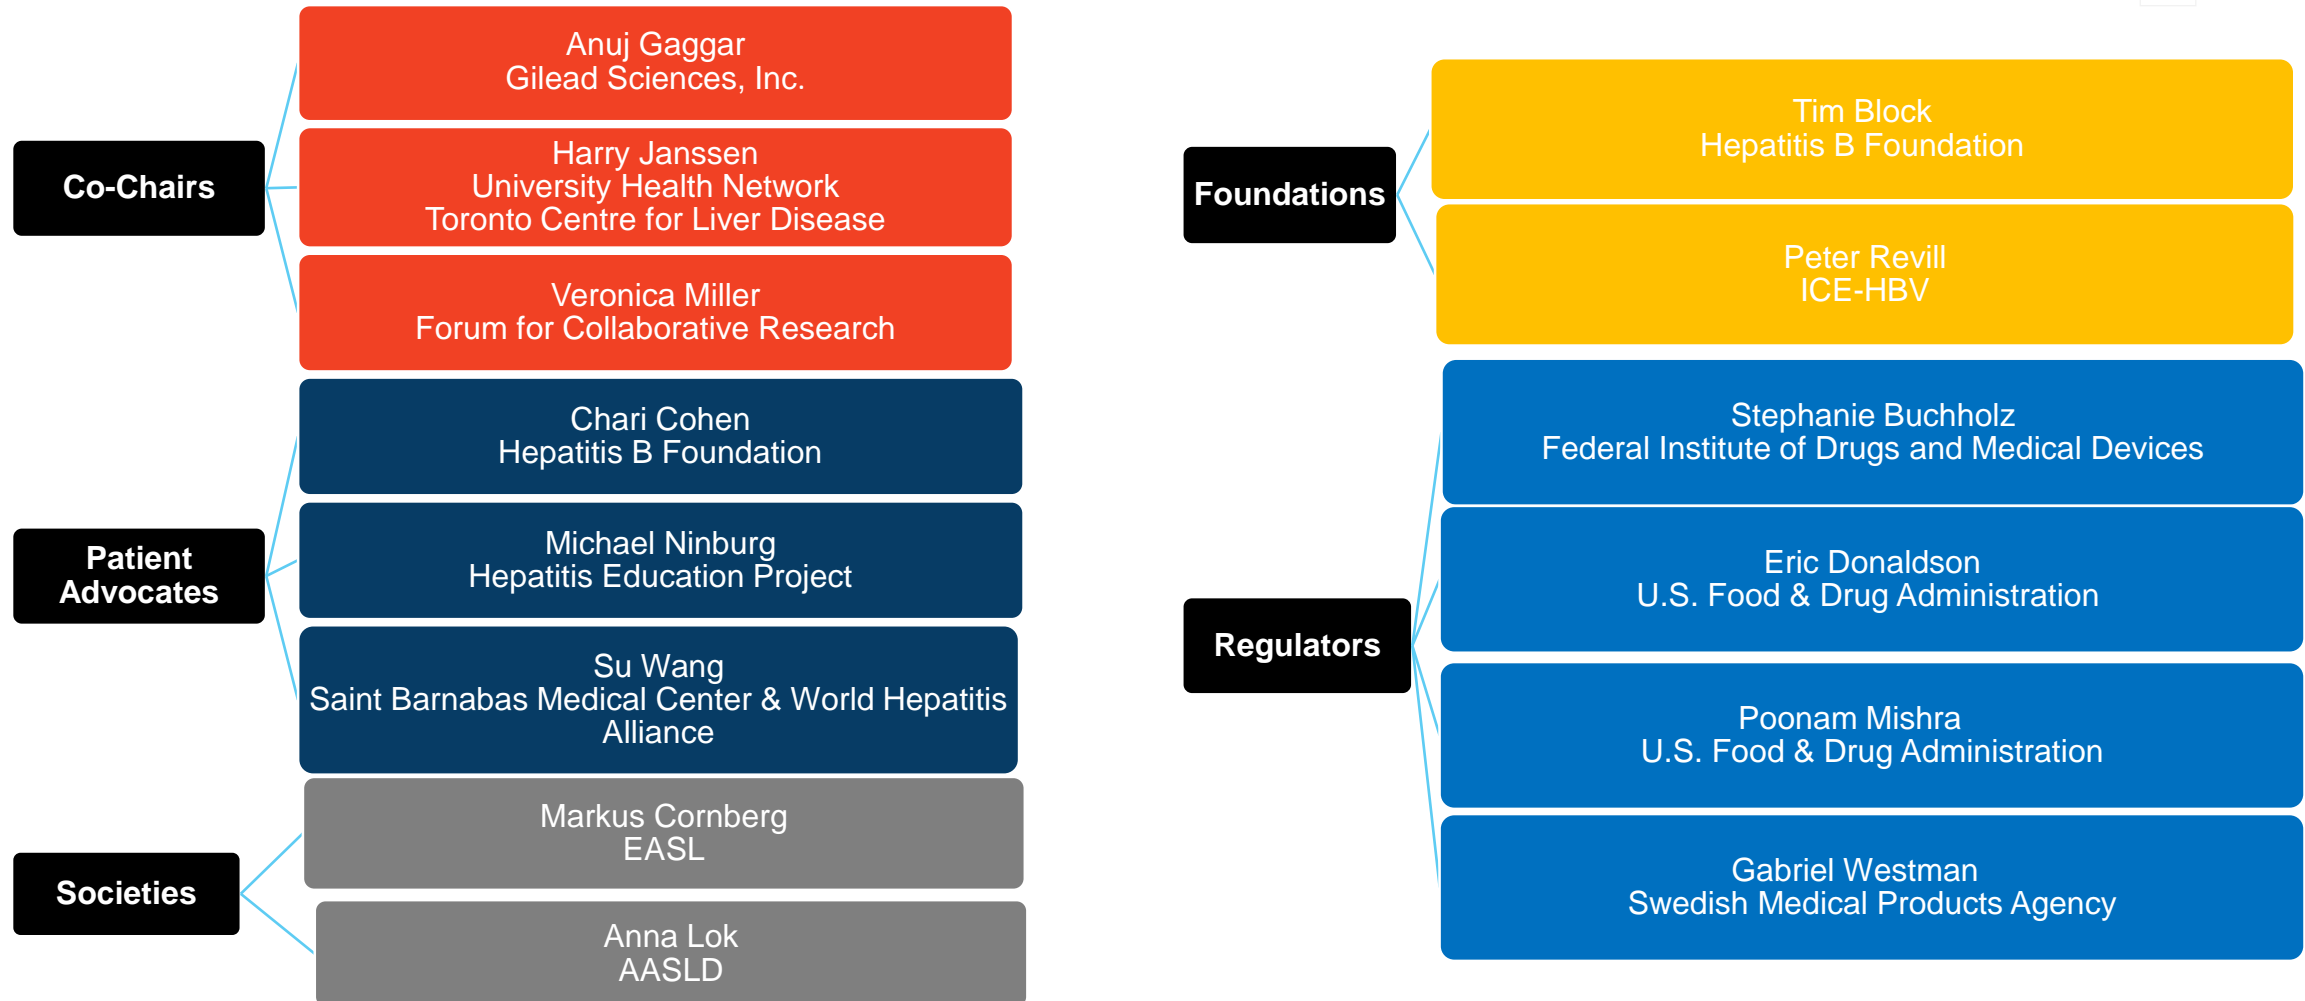 Co-Chairs
Anuj Gaggar
Gilead Sciences, Inc.
Harry Janssen
University Health Network
Toronto Centre for Liver Disease
Veronica Miller
Forum for Collaborative Research
Patient
Advocates
Chari Cohen
Hepatitis B Foundation
Michael Ninburg
Hepatitis Education Project
Su Wang
Saint Barnabas Medical Center & World Hepatitis
Alliance
Societies
Markus Cornberg
EASL
Anna Lok
AASLD
Foundations
Tim Block
Hepatitis B Foundation
Peter Revill
ICE-HBV
Regulators
Stephanie Buchholz
Federal Institute of Drugs and Medical Devices
Eric Donaldson
U.S. Food & Drug Administration
Poonam Mishra
U.S. Food & Drug Administration
Gabriel Westman
Swedish Medical Products Agency